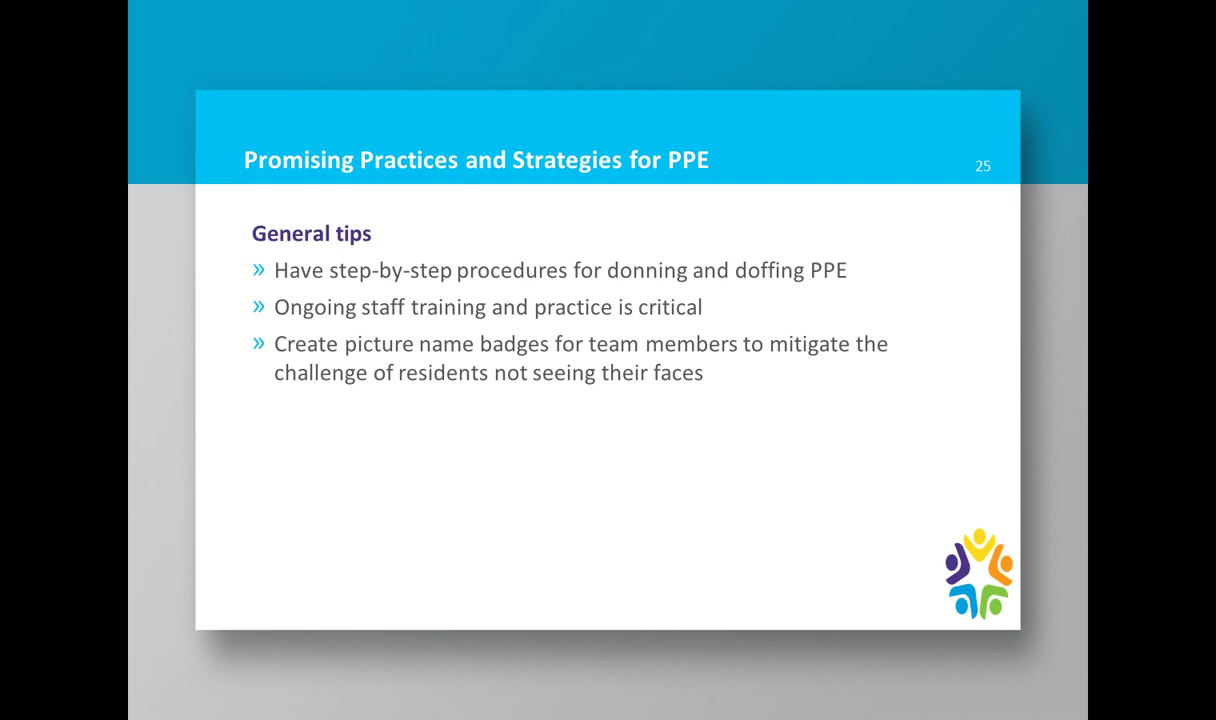 Promising Practices and Strategies for PPE
25
General tips
» Have step-by-step procedures for donning and doffing PPE
» Ongoing staff training and practice is critical
» Create picture name badges for team members to mitigate the
challenge of residents not seeing their faces